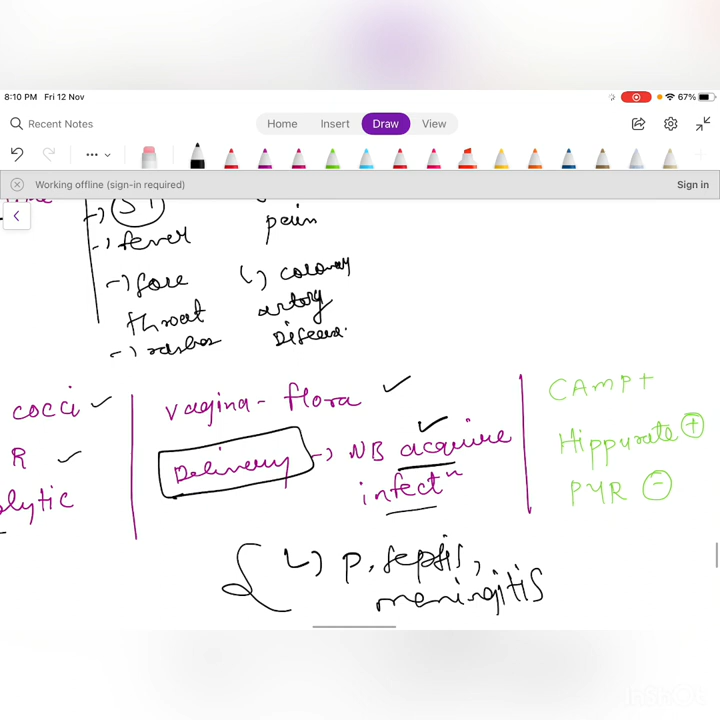 8:10 PM Fri 12 Nov
67%
Recent Notes
Home Insert Draw View
Working offline (sign-in required)
Sign in
fever
pain
sore throat
coronary artery Disease.
cocci
R
lytic
vagina - flora
Delivery → NB acquire
infectⁿ
CAMP +
Hippurate ⊕
PYR ⊖
↳ P, sepsis,
meningitis